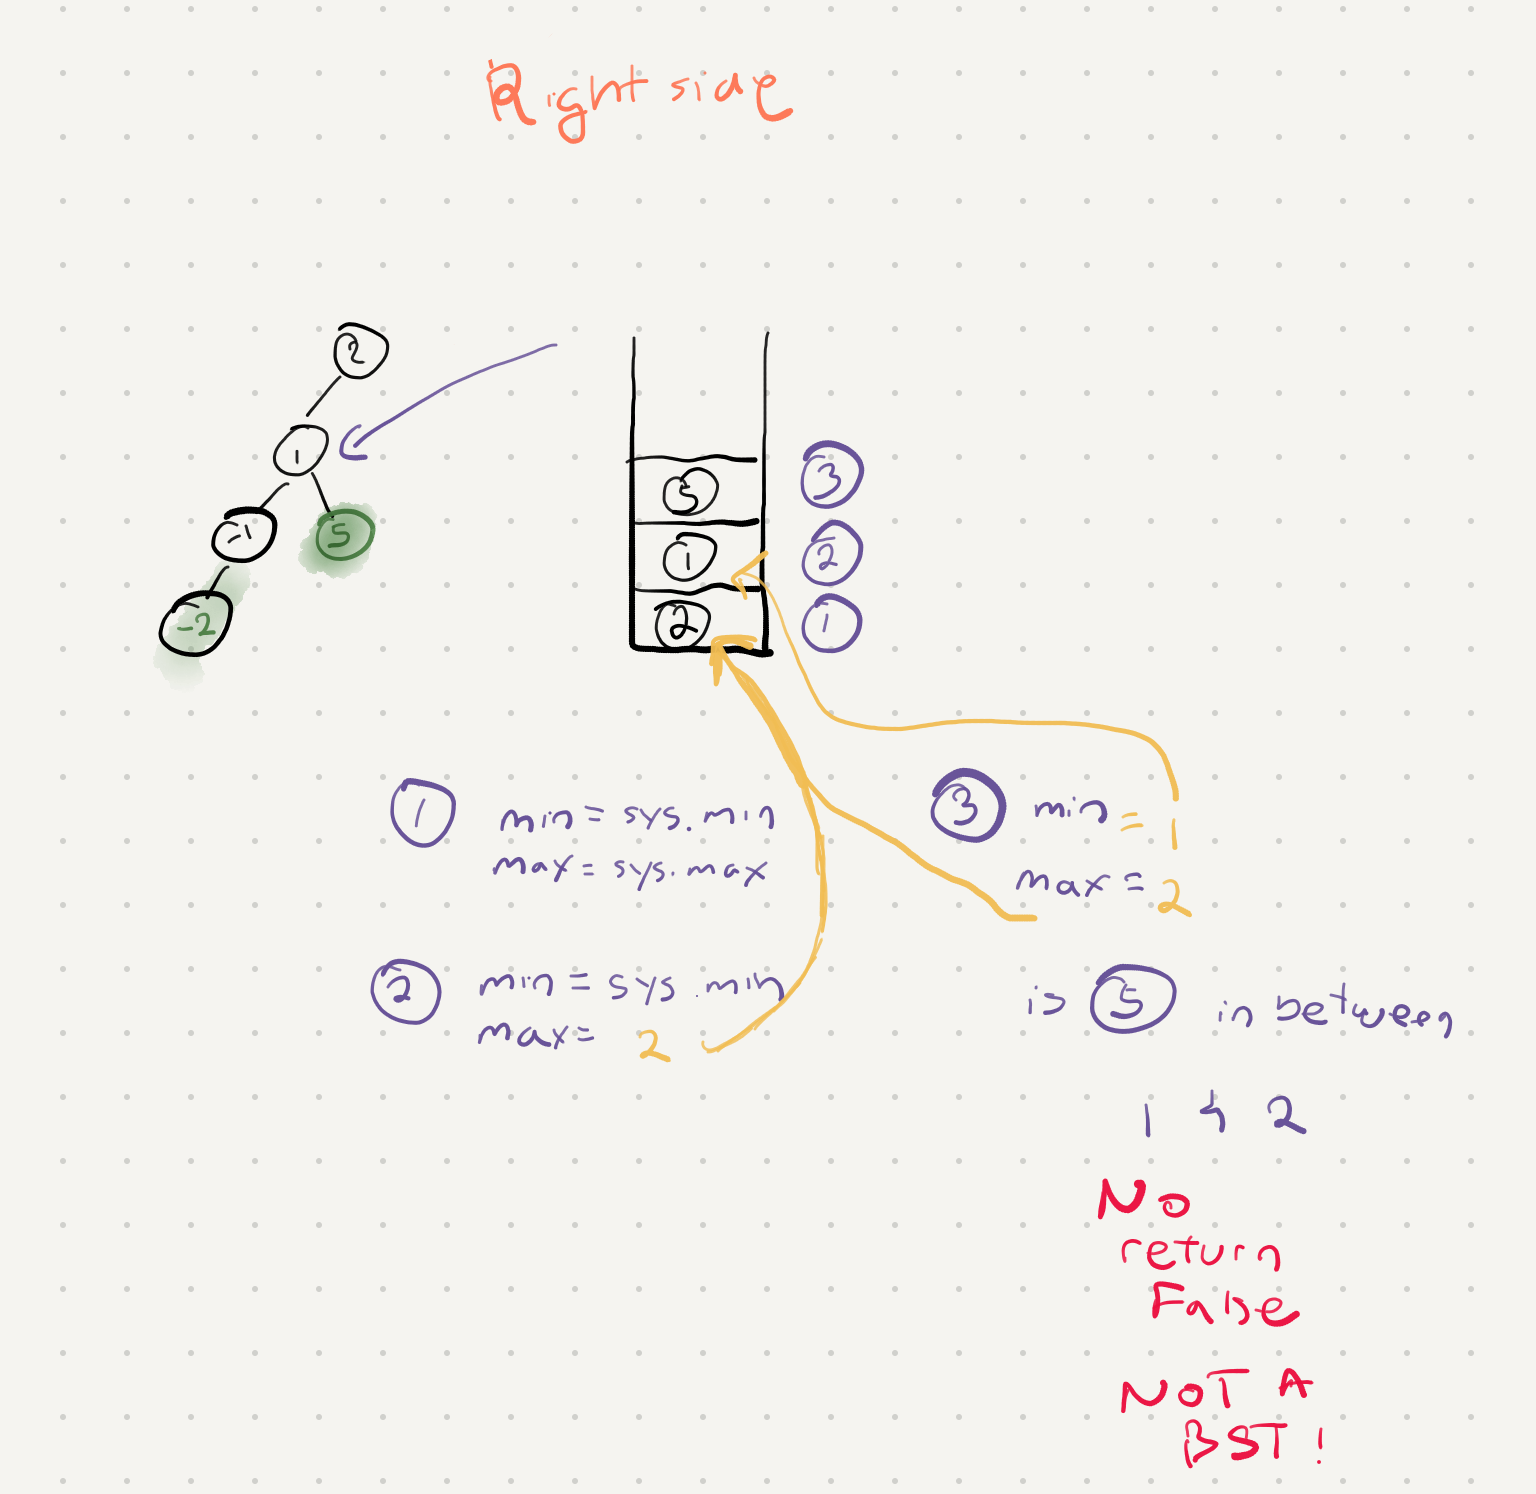 Right side
2
1
-1
5
-2
5
3
1
2
2
1
1
min = sys.min
max = sys.max
3
min = 1
max = 2
2
min = sys.min
max = 2
is 5 in between
1 & 2
No
return
False
NOT A
BST!